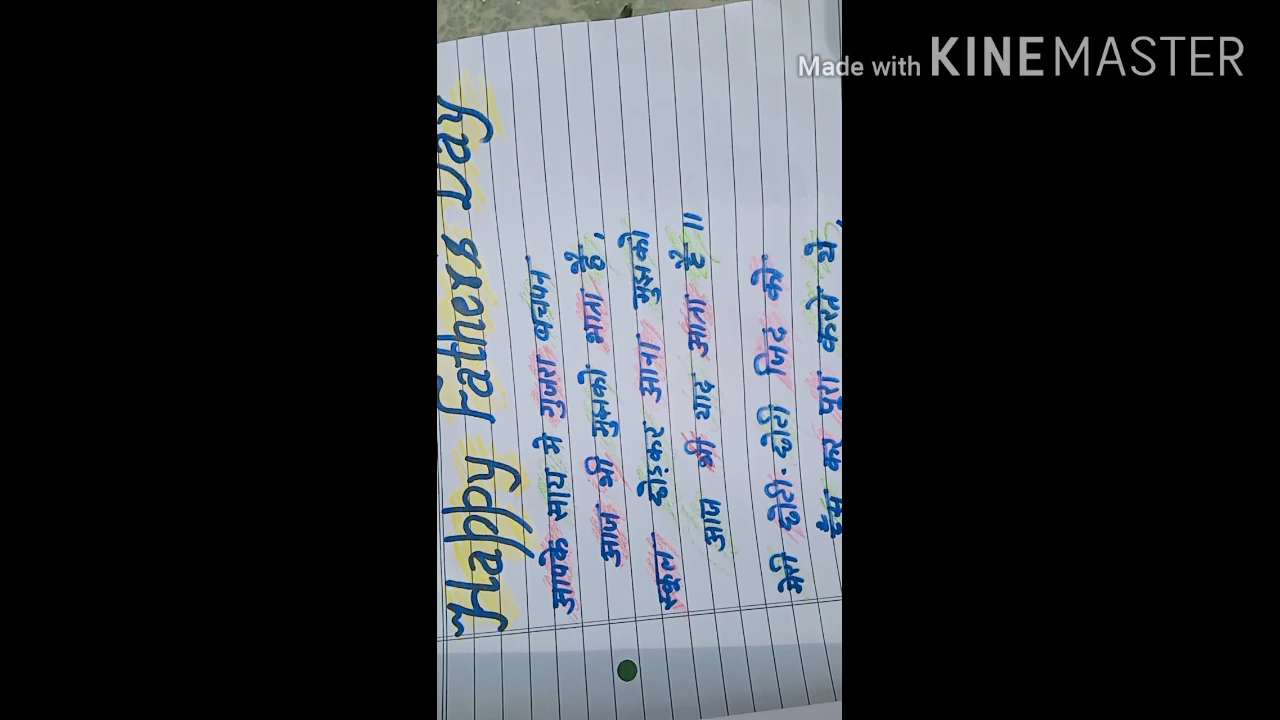 Made with KINEMASTER
Happy Fathers Day
आपके साय मे गुजरा बचपन
आज भी मुझको भाता है,
स्कूल छोड़कर आना मुझको
आज भी याद आता है॥
मेरी छोटी-छोटी जिद को
हँस कर पूरा करते थे,